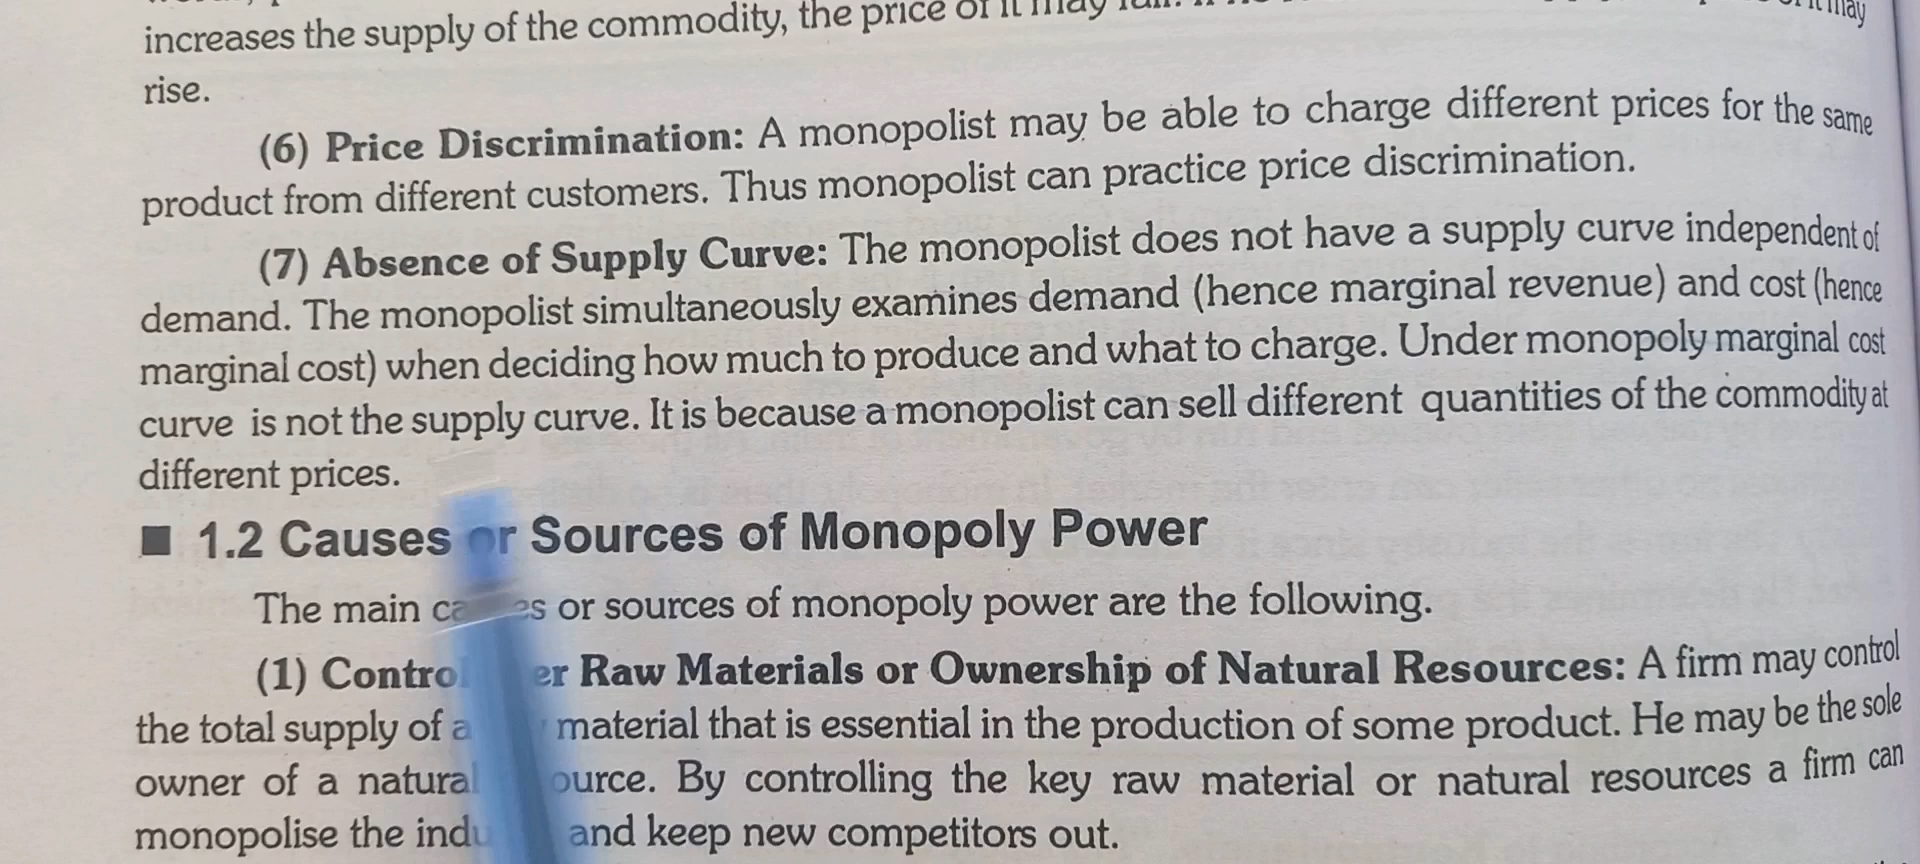 increases the supply of the commodity, the price of it may
rise.
(6) Price Discrimination: A monopolist may be able to charge different prices for the same
product from different customers. Thus monopolist can practice price discrimination.
(7) Absence of Supply Curve: The monopolist does not have a supply curve independent of
demand. The monopolist simultaneously examines demand (hence marginal revenue) and cost (hence
marginal cost) when deciding how much to produce and what to charge. Under monopoly marginal cost
curve is not the supply curve. It is because a monopolist can sell different quantities of the commodity at
different prices.
■ 1.2 Causes or Sources of Monopoly Power
The main or sources of monopoly power are the following.
(1) Raw Materials or Ownership of Natural Resources: A firm may control
the total supply of material that is essential in the production of some product. He may be the sole
owner of a natural By controlling the key raw material or natural resources a firm can
monopolise the and keep new competitors out.